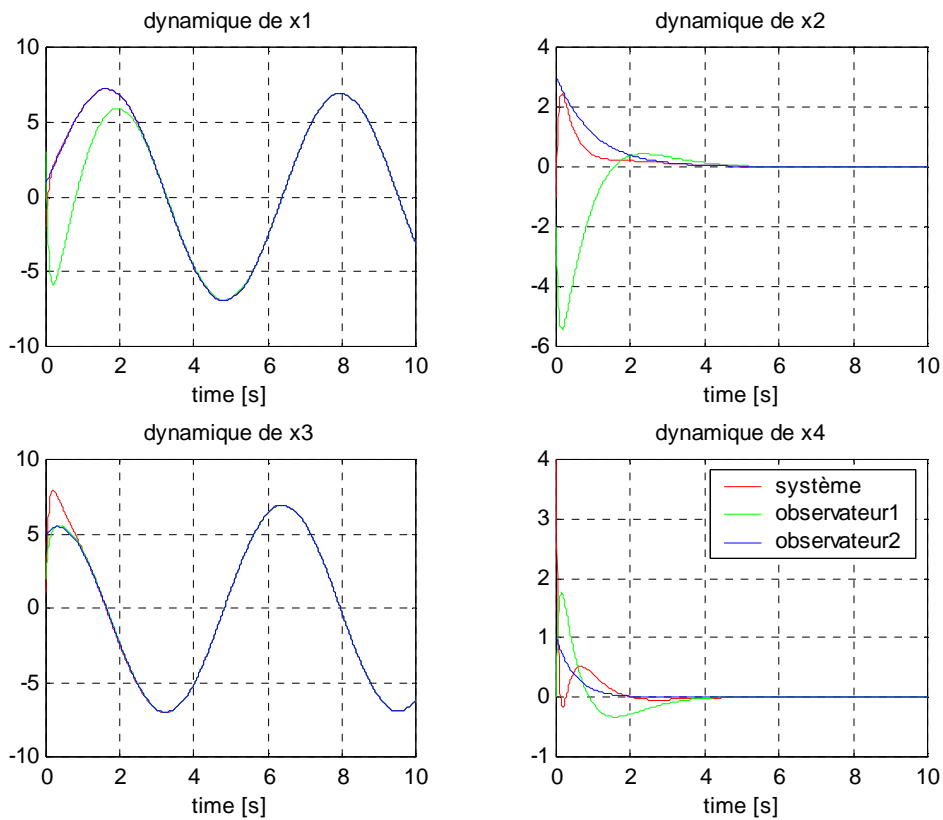 dynamique de x1
10
5
0
-5
-10
0 2 4 6 8 10
time [s]
dynamique de x2
4
2
0
-2
-4
-6
0 2 4 6 8 10
time [s]
dynamique de x3
10
5
0
-5
-10
0 2 4 6 8 10
time [s]
dynamique de x4
4
3
2
1
0
-1
0 2 4 6 8 10
time [s]
système
observateur1
observateur2